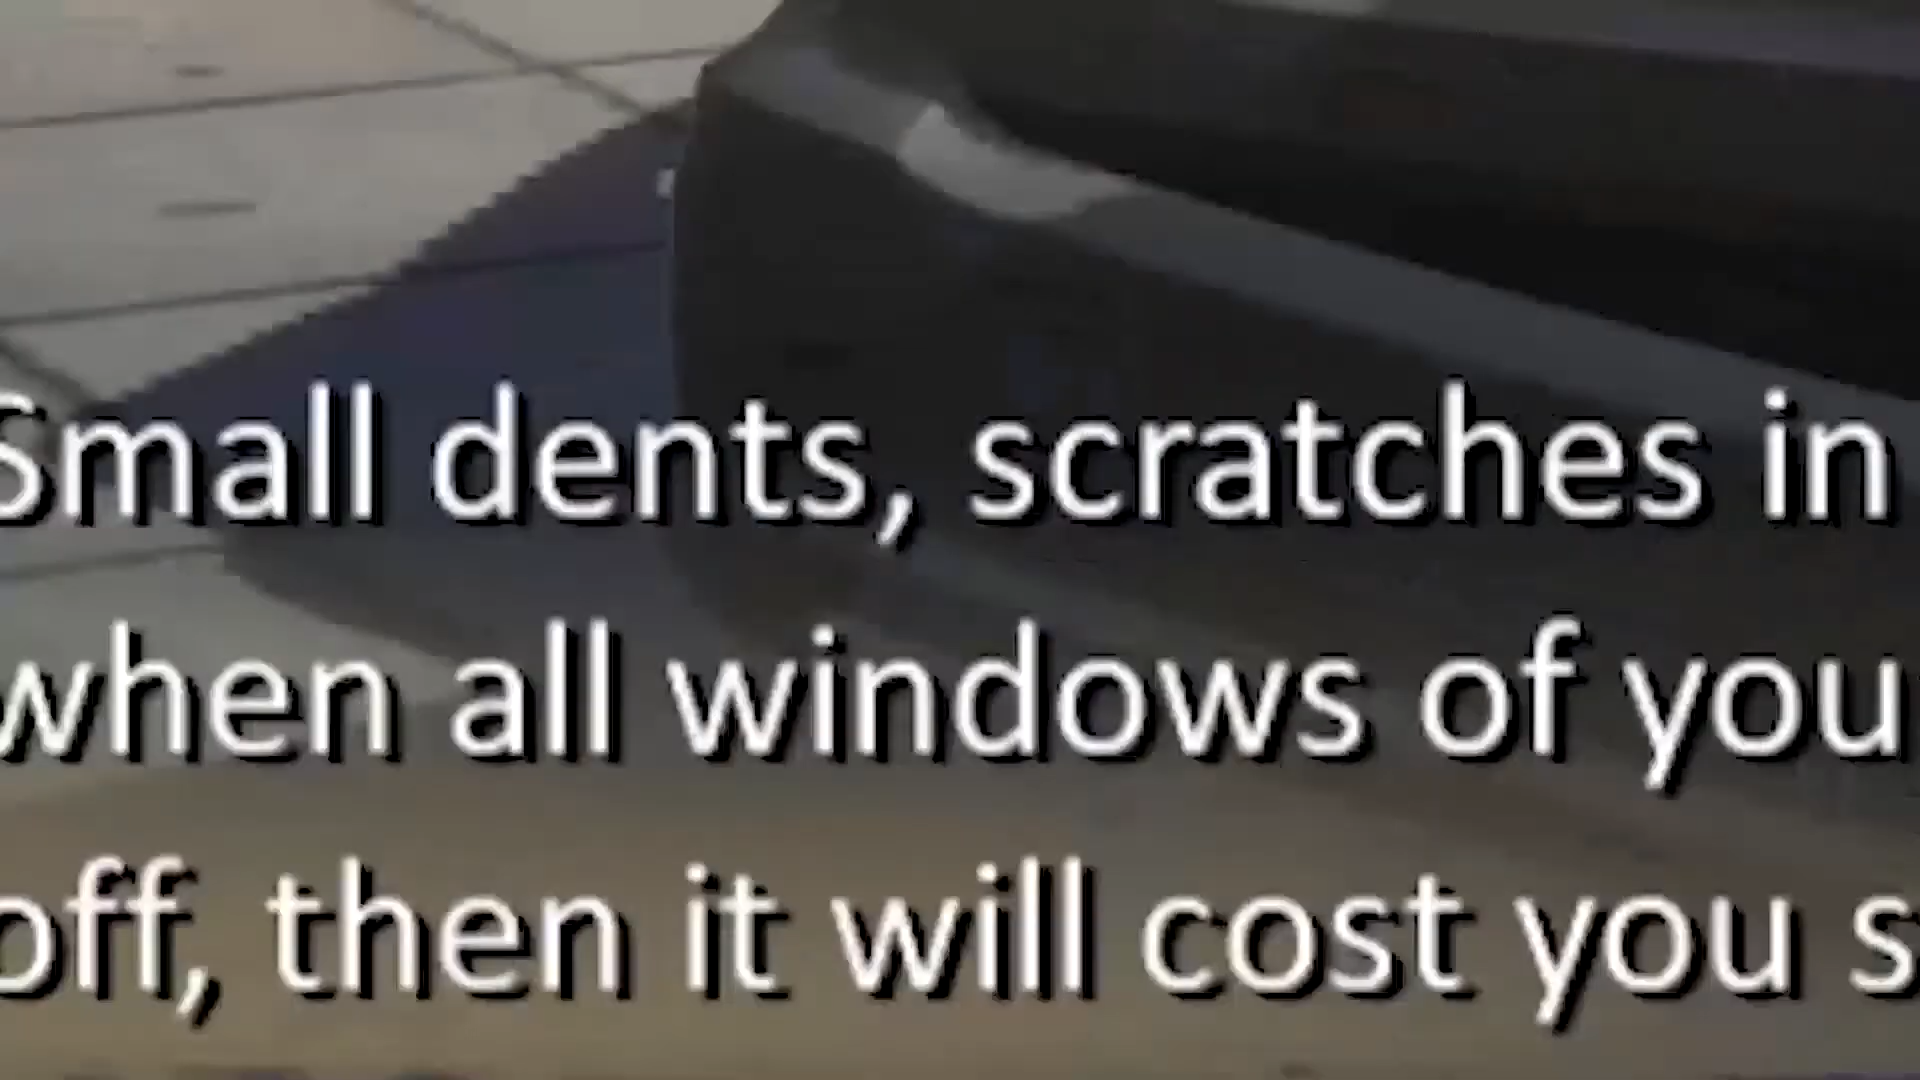 Small dents, scratches in
when all windows of you
off, then it will cost you s